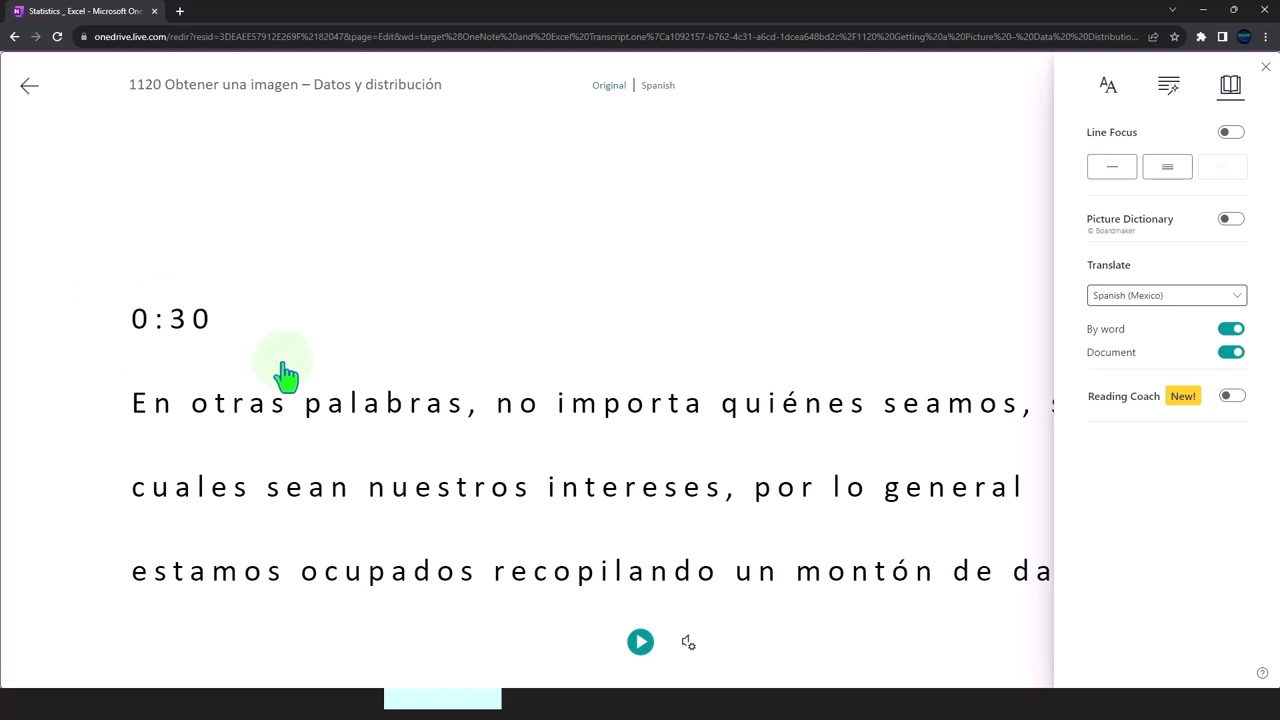 Statistics _ Excel - Microsoft One
onedrive.live.com/redir?resid=3DEAEE57912E269F%2182047&page=Edit&wd=target%28OneNote%20and%20Excel%20Transcript.one%7Ca1092157-b762-4c31-a6cd-1dcea648bd2c%2F1120%20Getting%20a%20Picture%20–%20Data%20%20Distributio...
1120 Obtener una imagen – Datos y distribución
Original | Spanish
0:30
En otras palabras, no importa quiénes seamos, s
cuales sean nuestros intereses, por lo general
estamos ocupados recopilando un montón de da
Line Focus
Picture Dictionary
© Boardmaker
Translate
Spanish (Mexico)
By word
Document
Reading Coach New!